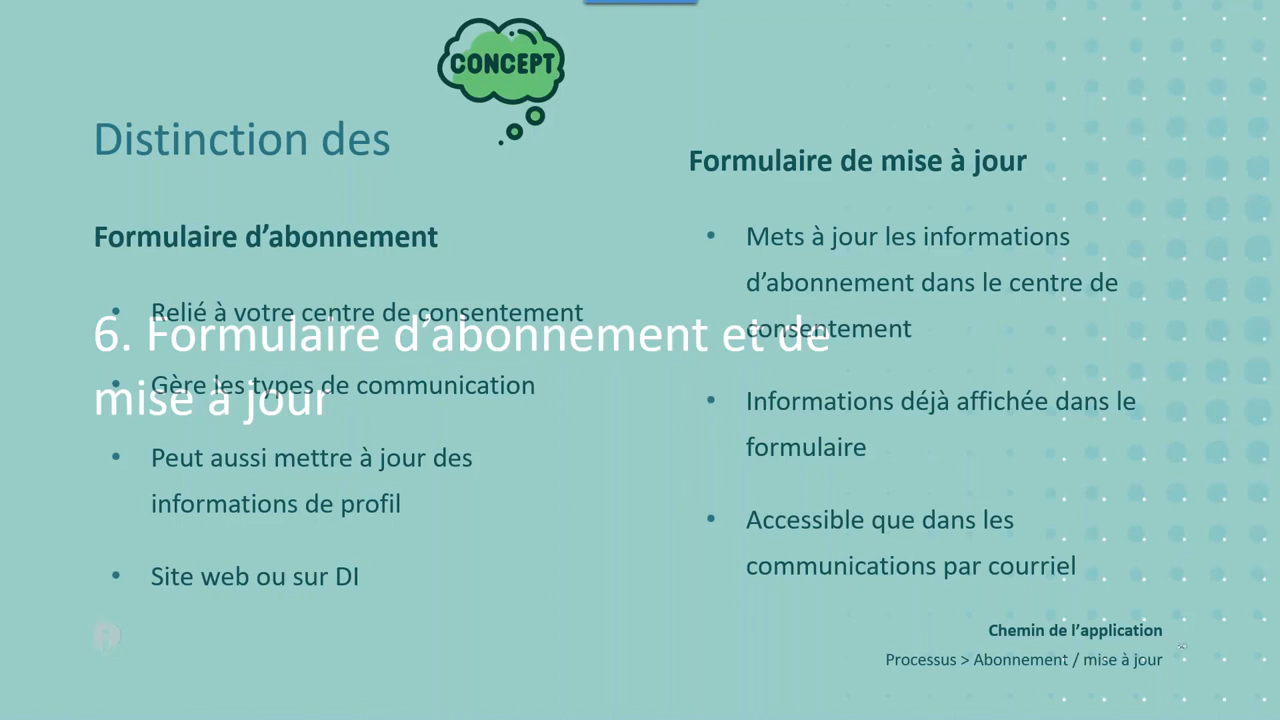 CONCEPT
Distinction des
Formulaire d’abonnement
• Relié à votre centre de consentement
• Gère les types de communication
• Peut aussi mettre à jour des
informations de profil
• Site web ou sur DI
6. Formulaire d’abonnement et de
mise à jour
Formulaire de mise à jour
• Mets à jour les informations
d’abonnement dans le centre de
consentement
• Informations déjà affichée dans le
formulaire
• Accessible que dans les
communications par courriel
Chemin de l’application
Processus > Abonnement / mise à jour